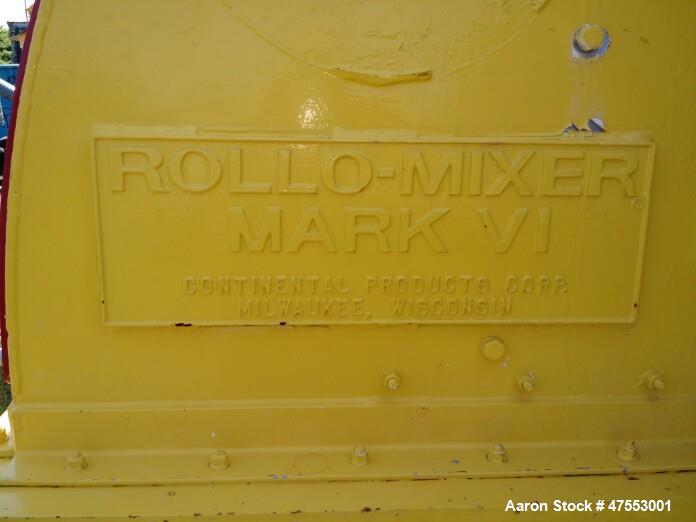 ROLLO-MIXER®
MARK VI
CONTINENTAL PRODUCTS CORP.
MILWAUKEE, WISCONSIN
Aaron Stock # 47553001